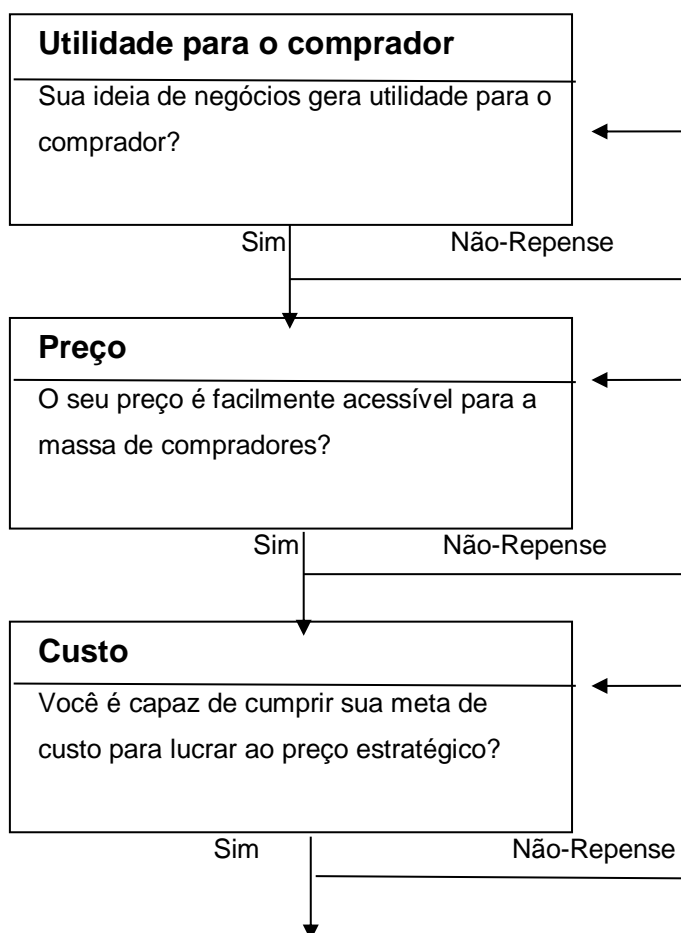 Utilidade para o comprador
Sua ideia de negócios gera utilidade para o
comprador?
Sim Não-Repense
Preço
O seu preço é facilmente acessível para a
massa de compradores?
Sim Não-Repense
Custo
Você é capaz de cumprir sua meta de
custo para lucrar ao preço estratégico?
Sim Não-Repense